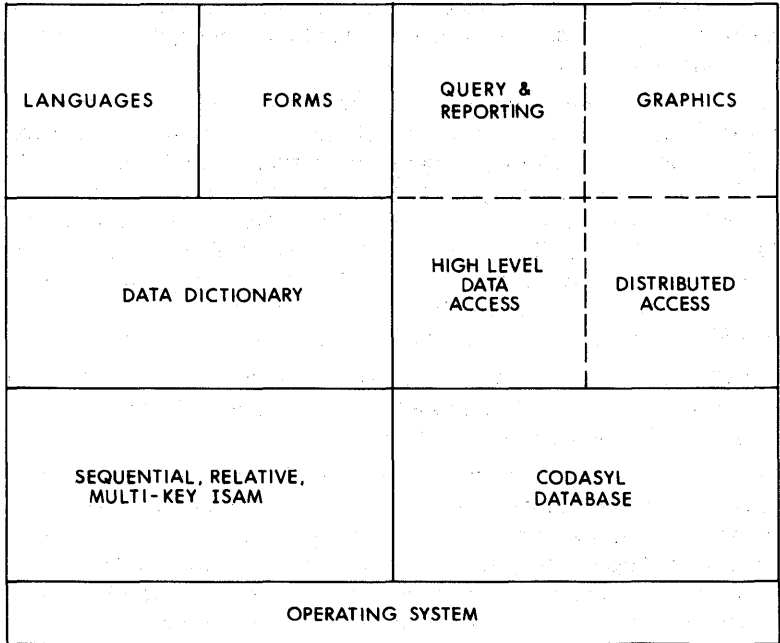 LANGUAGES
FORMS
QUERY &
REPORTING
GRAPHICS
DATA DICTIONARY
HIGH LEVEL
DATA
ACCESS
DISTRIBUTED
ACCESS
SEQUENTIAL, RELATIVE,
MULTI-KEY ISAM
CODASYL
DATABASE
OPERATING SYSTEM